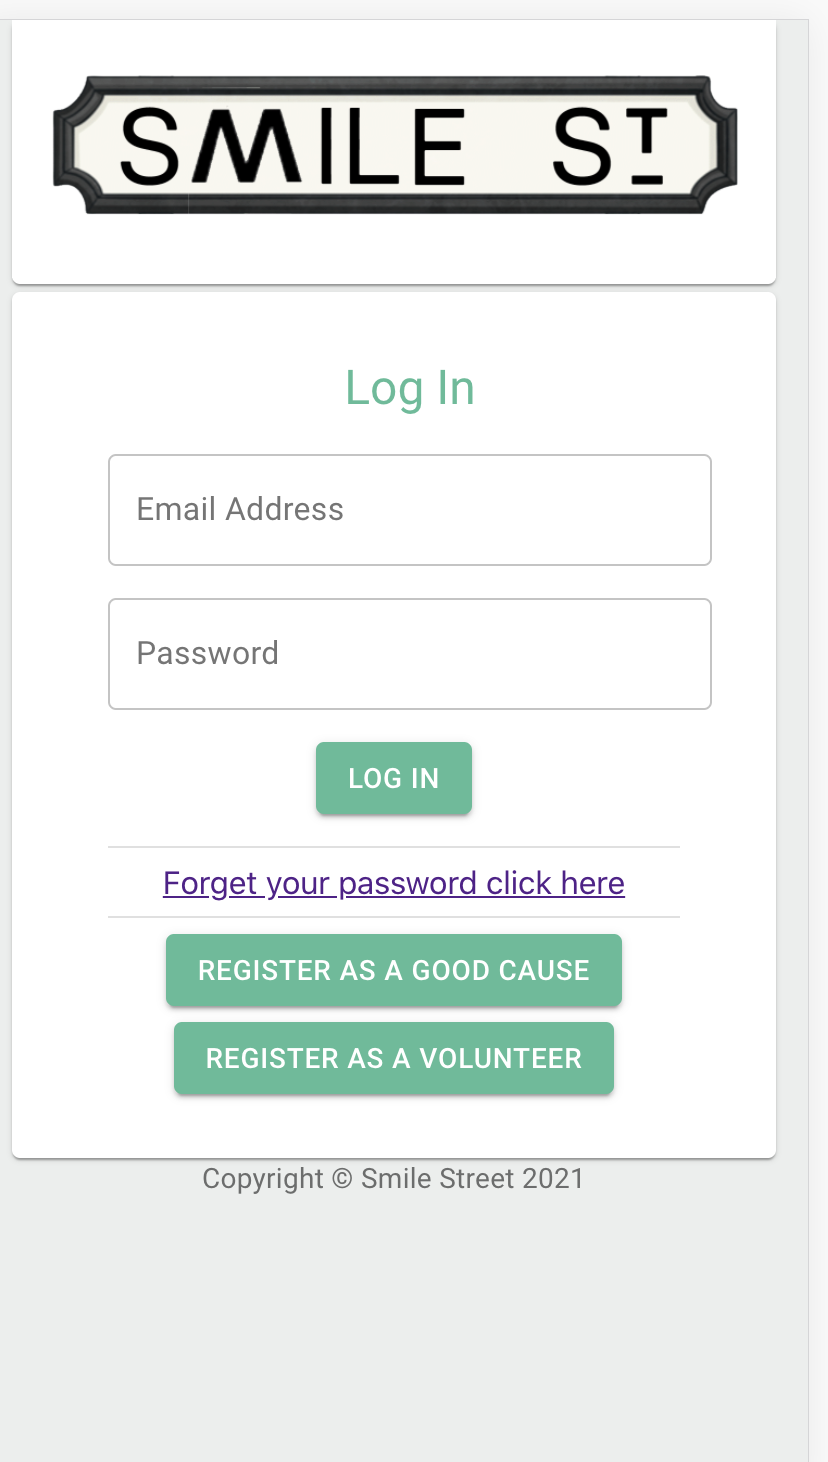 SMILE ST
Log In
Email Address
Password
LOG IN
Forget your password click here
REGISTER AS A GOOD CAUSE
REGISTER AS A VOLUNTEER
Copyright © Smile Street 2021